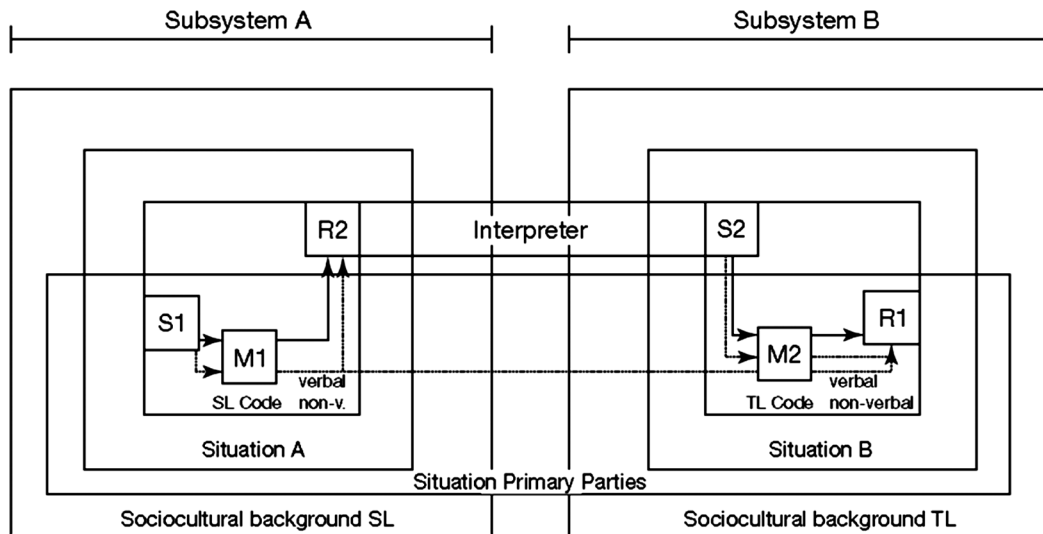 Subsystem A
Subsystem B
R2
Interpreter
S2
S1
R1
M1
M2
verbal
verbal
SL Code
non-v.
TL Code
non-verbal
Situation A
Situation B
Situation Primary Parties
Sociocultural background SL
Sociocultural background TL